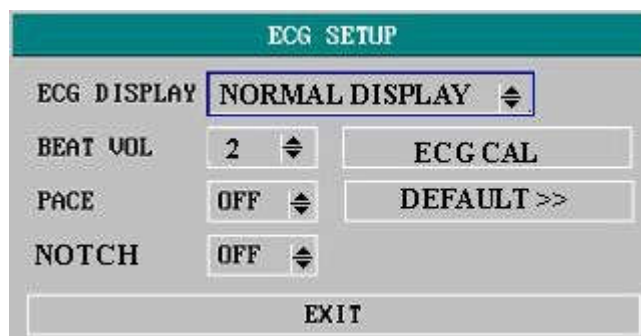 ECG SETUP
ECG DISPLAY NORMAL DISPLAY
BEAT VOL 2 ECG CAL
PACE OFF DEFAULT >>
NOTCH OFF
EXIT